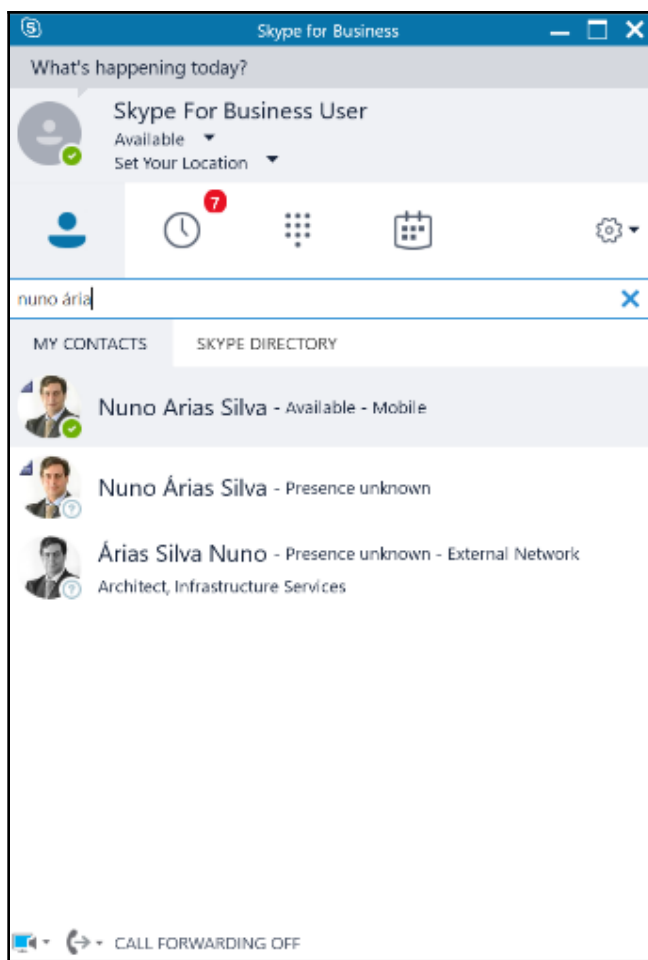 Skype for Business
What's happening today?
Skype For Business User
Available
Set Your Location
7
nuno ária
MY CONTACTS SKYPE DIRECTORY
Nuno Arias Silva - Available - Mobile
Nuno Árias Silva - Presence unknown
Árias Silva Nuno - Presence unknown - External Network
Architect, Infrastructure Services
CALL FORWARDING OFF